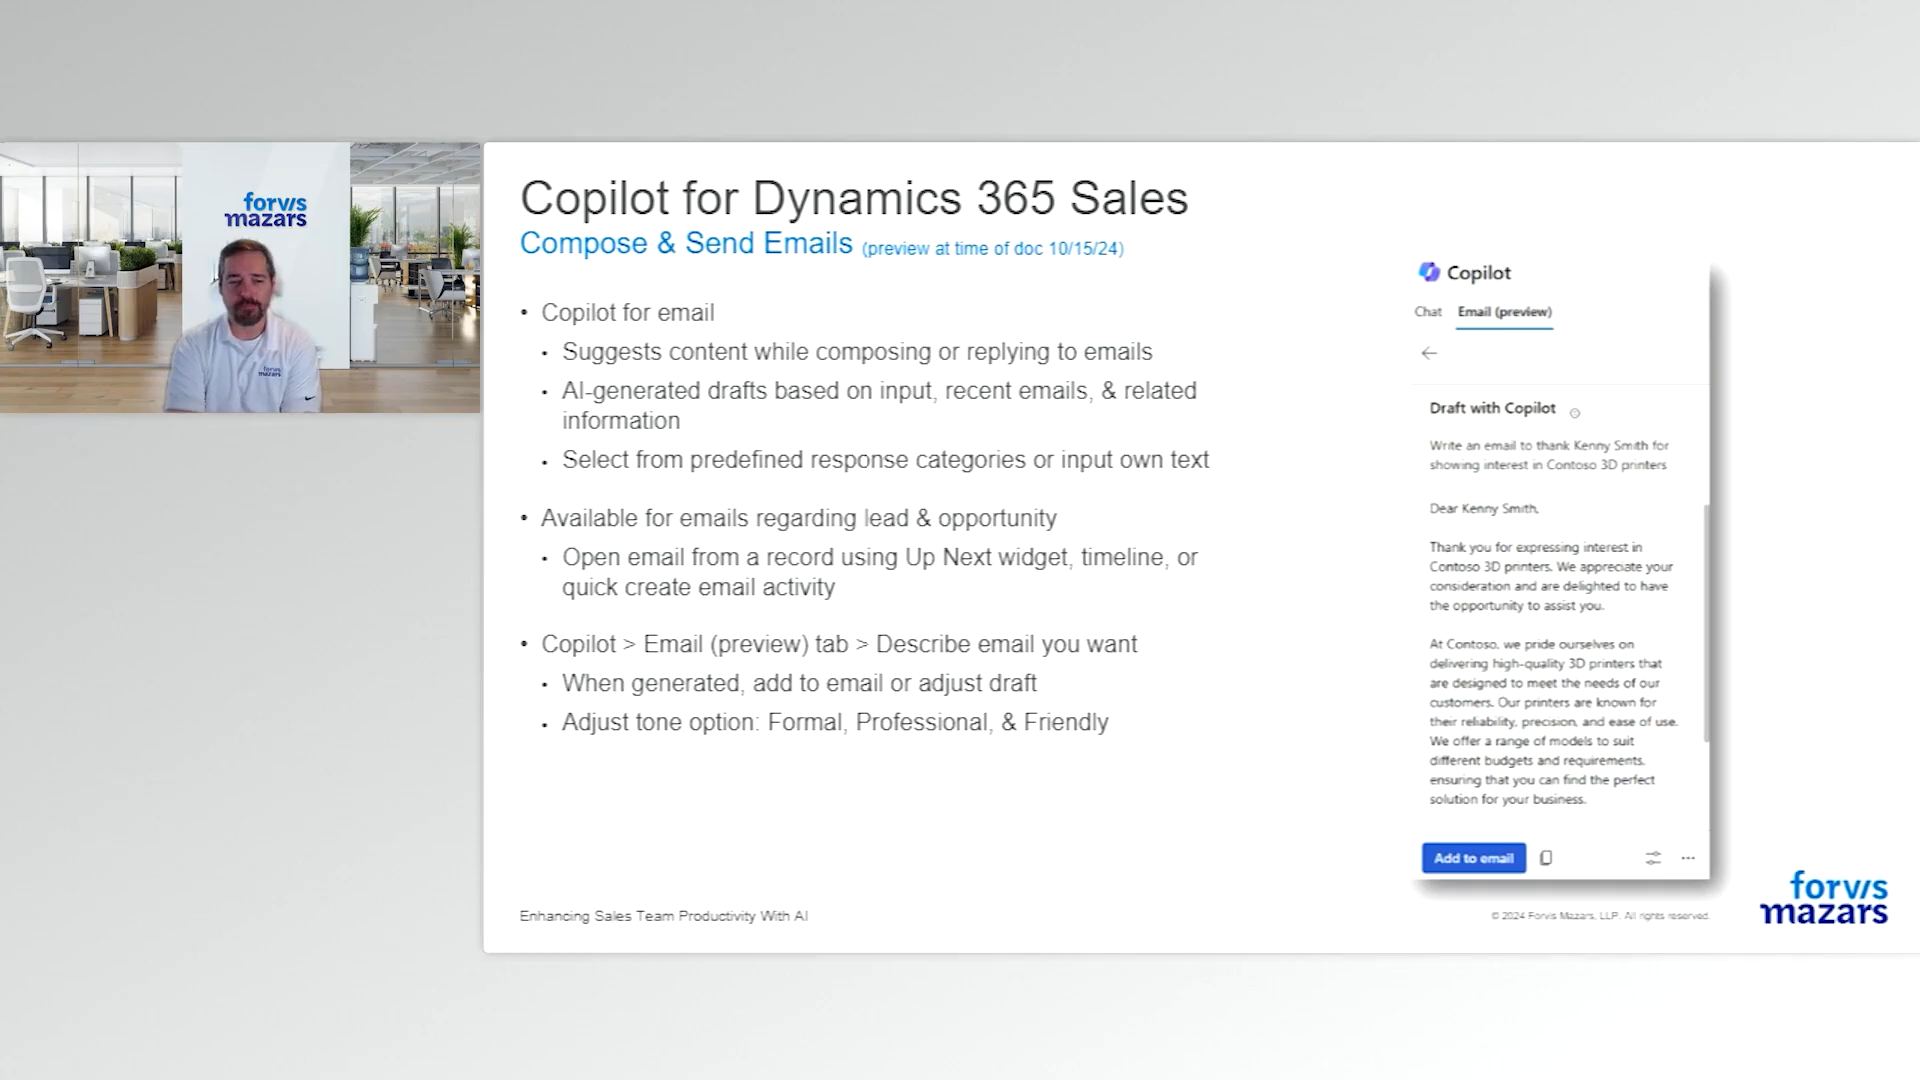 forvis
mazars
forvis
mazars
Copilot for Dynamics 365 Sales
Compose & Send Emails (preview at time of doc 10/15/24)
• Copilot for email
• Suggests content while composing or replying to emails
• AI-generated drafts based on input, recent emails, & related
information
• Select from predefined response categories or input own text
• Available for emails regarding lead & opportunity
• Open email from a record using Up Next widget, timeline, or
quick create email activity
• Copilot > Email (preview) tab > Describe email you want
• When generated, add to email or adjust draft
• Adjust tone option: Formal, Professional, & Friendly
Copilot
Chat Email (preview)
Draft with Copilot
Write an email to thank Kenny Smith for
showing interest in Contoso 3D printers
Dear Kenny Smith,
Thank you for expressing interest in
Contoso 3D printers. We appreciate your
consideration and are delighted to have
the opportunity to assist you.
At Contoso, we pride ourselves on
delivering high-quality 3D printers that
are designed to meet the needs of our
customers. Our printers are known for
their reliability, precision, and ease of use.
We offer a range of models to suit
different budgets and requirements,
ensuring that you can find the perfect
solution for your business.
Add to email
Enhancing Sales Team Productivity With AI
© 2024 Forvis Mazars, LLP. All rights reserved.
forvis
mazars